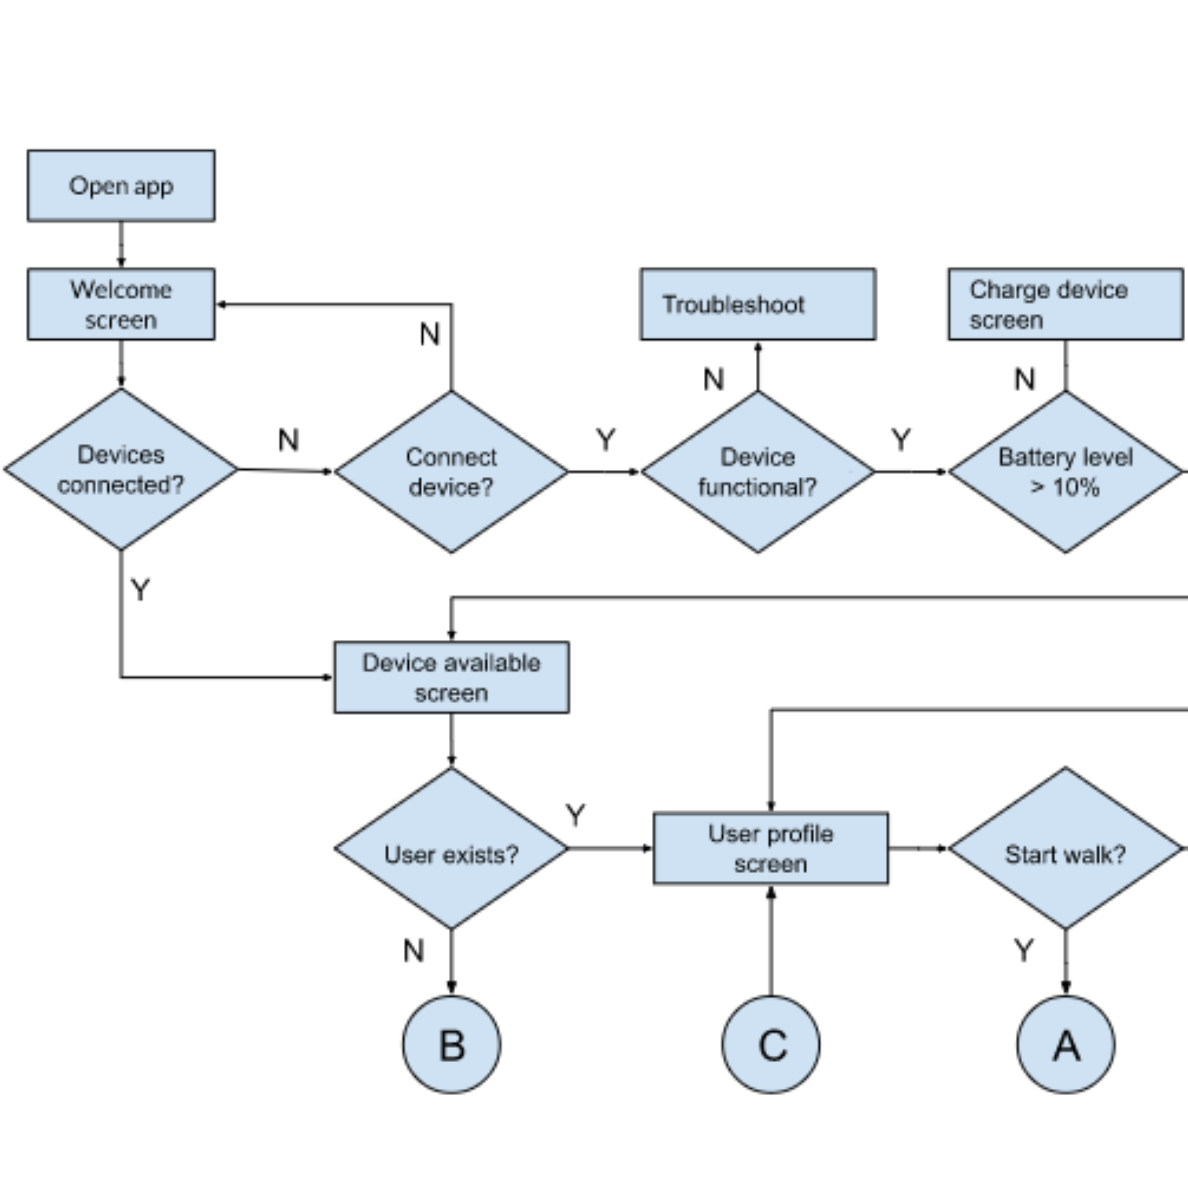 Open app
Welcome
screen
Troubleshoot
Charge device
screen
N
N
N
Devices
connected?
N
Connect
device?
Y
Device
functional?
Y
Battery level
> 10%
Y
Device available
screen
User exists?
Y
User profile
screen
Start walk?
N
Y
B
C
A